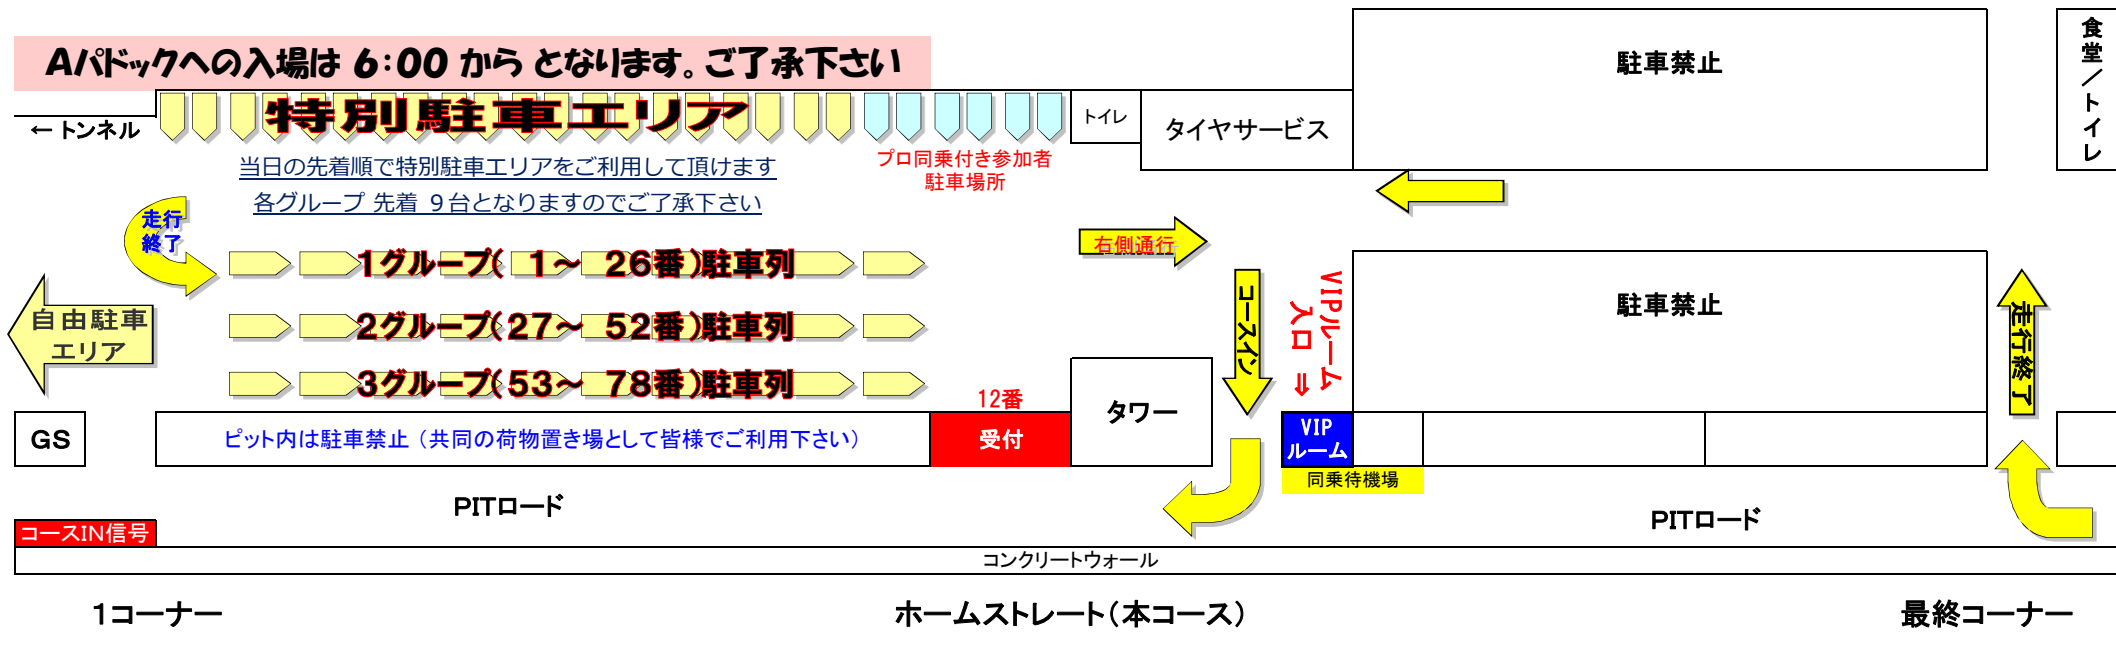 Aパドックへの入場は 6:00 から となります。ご了承下さい
駐車禁止
食堂／トイレ
←トンネル
特別駐車エリア
トイレ
タイヤサービス
当日の先着順で特別駐車エリアをご利用して頂けます
各グループ 先着 9台となりますのでご了承下さい
プロ同乗付き参加者
駐車場所
走行
終了
右側通行
1グループ( 1～ 26番)駐車列
2グループ(27～ 52番)駐車列
3グループ(53～ 78番)駐車列
自由駐車
エリア
コースイン
VIPルーム
入口 ⇒
駐車禁止
走行終了
12番
タワー
GS
ピット内は駐車禁止（共同の荷物置き場として皆様でご利用下さい）
受付
VIP
ルーム
同乗待機場
PITロード
PITロード
コースIN信号
コンクリートウォール
1コーナー
ホームストレート(本コース)
最終コーナー